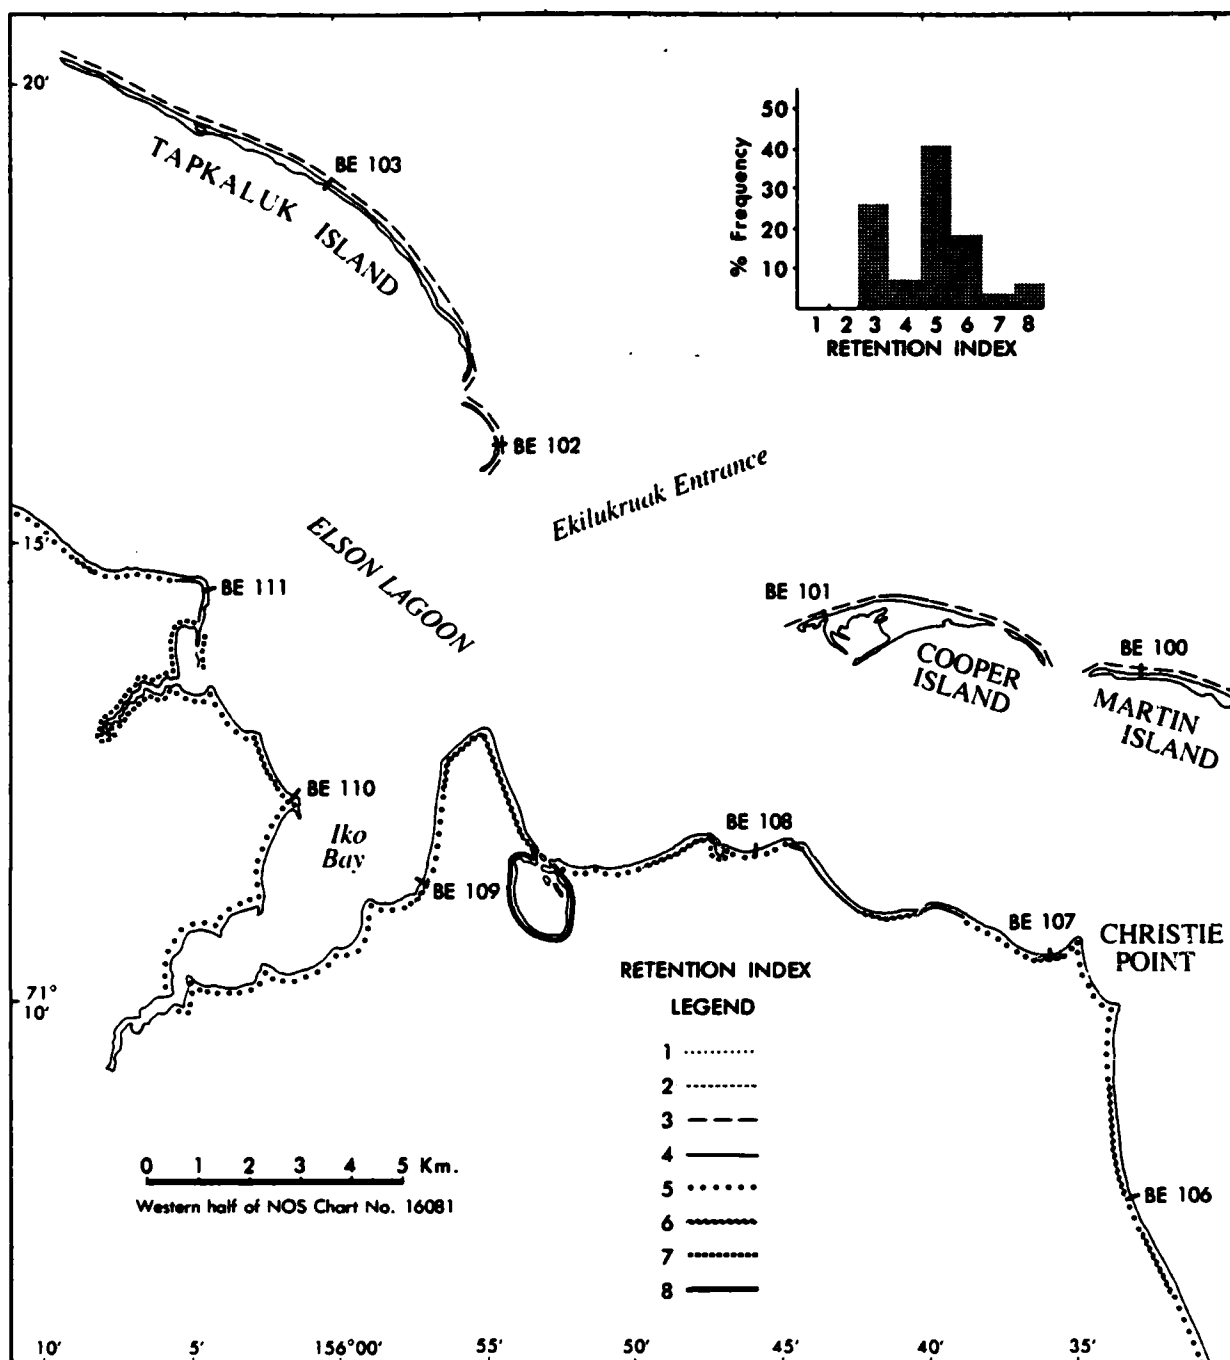 20'
BE 103
TAPKALUK ISLAND
50
40
30
20
10
% Frequency
1 2 3 4 5 6 7 8
RETENTION INDEX
BE 102
Ekilukruak Entrance
15'
ELSON LAGOON
BE 111
BE 101
COOPER
ISLAND
BE 100
MARTIN
ISLAND
BE 110
Iko
Bay
BE 108
BE 109
BE 107
CHRISTIE
POINT
71°
10'
RETENTION INDEX
LEGEND
1
2
3
4
5
6
7
8
0 1 2 3 4 5 Km.
Western half of NOS Chart No. 16081
BE 106
10' 5' 156°00' 55' 50' 45' 40' 35'